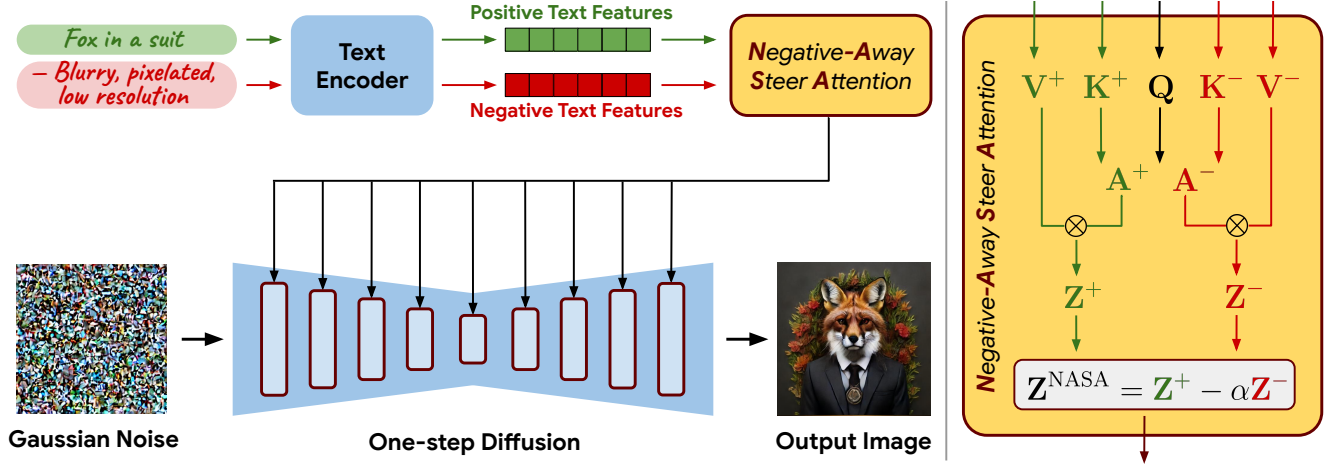 Fox in a suit
— Blurry, pixelated,
low resolution
Text
Encoder
Positive Text Features
Negative Text Features
Negative-Away
Steer Attention
Gaussian Noise
One-step Diffusion
Output Image
Negative-Away Steer Attention
V⁺ K⁺ Q K⁻ V⁻
A⁺ A⁻
⊗ ⊗
Z⁺ Z⁻
Z^NASA = Z⁺ − αZ⁻